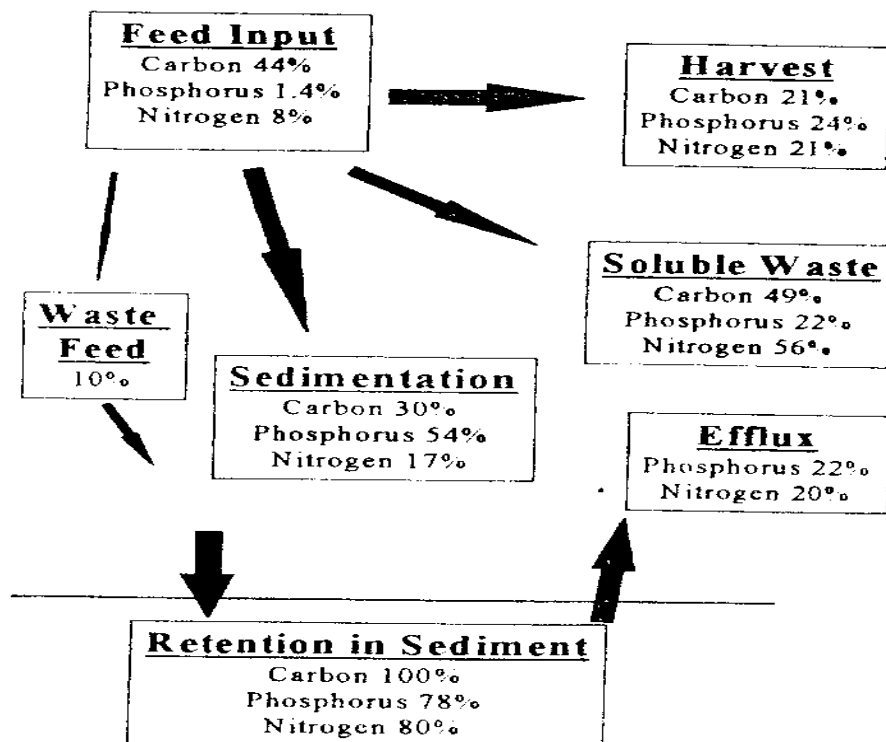 Feed Input
Carbon 44%
Phosphorus 1.4%
Nitrogen 8%
Harvest
Carbon 21%
Phosphorus 24%
Nitrogen 21%
Soluble Waste
Carbon 49%
Phosphorus 22%
Nitrogen 56%
Waste
Feed
10%
Sedimentation
Carbon 30%
Phosphorus 54%
Nitrogen 17%
Efflux
Phosphorus 22%
Nitrogen 20%
Retention in Sediment
Carbon 100%
Phosphorus 78%
Nitrogen 80%